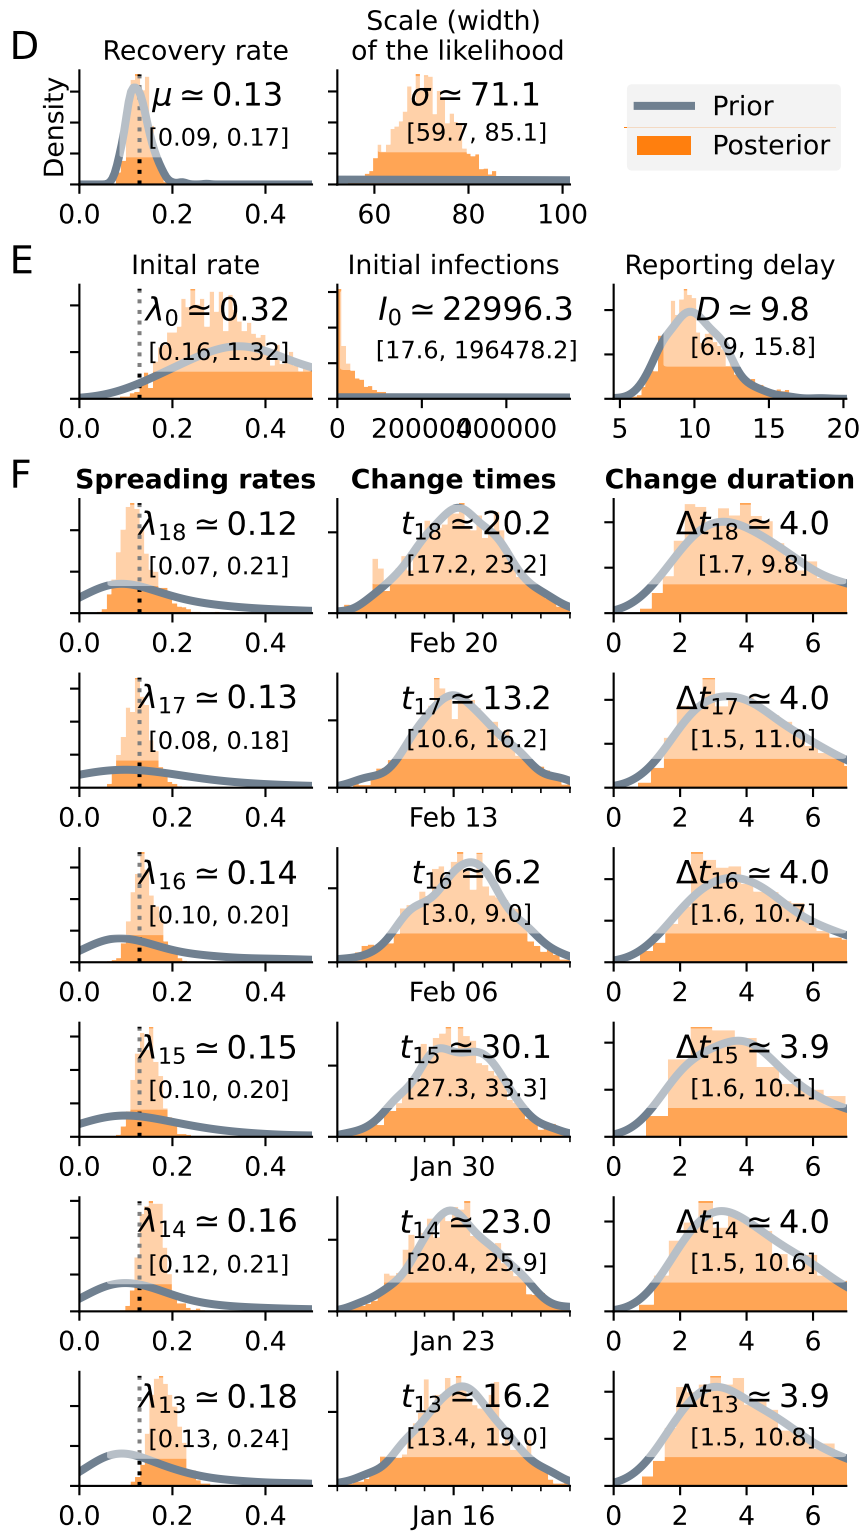 D
Recovery rate
Scale (width)
of the likelihood
Density
μ ≃ 0.13
[0.09, 0.17]
0.0 0.2 0.4
σ ≃ 71.1
[59.7, 85.1]
60 80 100
Prior
Posterior
E
Inital rate
Initial infections
Reporting delay
λ0 ≃ 0.32
[0.16, 1.32]
0.0 0.2 0.4
I0 ≃ 22996.3
[17.6, 196478.2]
0 200000 400000
D ≃ 9.8
[6.9, 15.8]
5 10 15 20
F
Spreading rates
Change times
Change duration
λ18 ≃ 0.12
[0.07, 0.21]
0.0 0.2 0.4
t18 ≃ 20.2
[17.2, 23.2]
Feb 20
Δt18 ≃ 4.0
[1.7, 9.8]
0 2 4 6
λ17 ≃ 0.13
[0.08, 0.18]
0.0 0.2 0.4
t17 ≃ 13.2
[10.6, 16.2]
Feb 13
Δt17 ≃ 4.0
[1.5, 11.0]
0 2 4 6
λ16 ≃ 0.14
[0.10, 0.20]
0.0 0.2 0.4
t16 ≃ 6.2
[3.0, 9.0]
Feb 06
Δt16 ≃ 4.0
[1.6, 10.7]
0 2 4 6
λ15 ≃ 0.15
[0.10, 0.20]
0.0 0.2 0.4
t15 ≃ 30.1
[27.3, 33.3]
Jan 30
Δt15 ≃ 3.9
[1.6, 10.1]
0 2 4 6
λ14 ≃ 0.16
[0.12, 0.21]
0.0 0.2 0.4
t14 ≃ 23.0
[20.4, 25.9]
Jan 23
Δt14 ≃ 4.0
[1.5, 10.6]
0 2 4 6
λ13 ≃ 0.18
[0.13, 0.24]
0.0 0.2 0.4
t13 ≃ 16.2
[13.4, 19.0]
Jan 16
Δt13 ≃ 3.9
[1.5, 10.8]
0 2 4 6